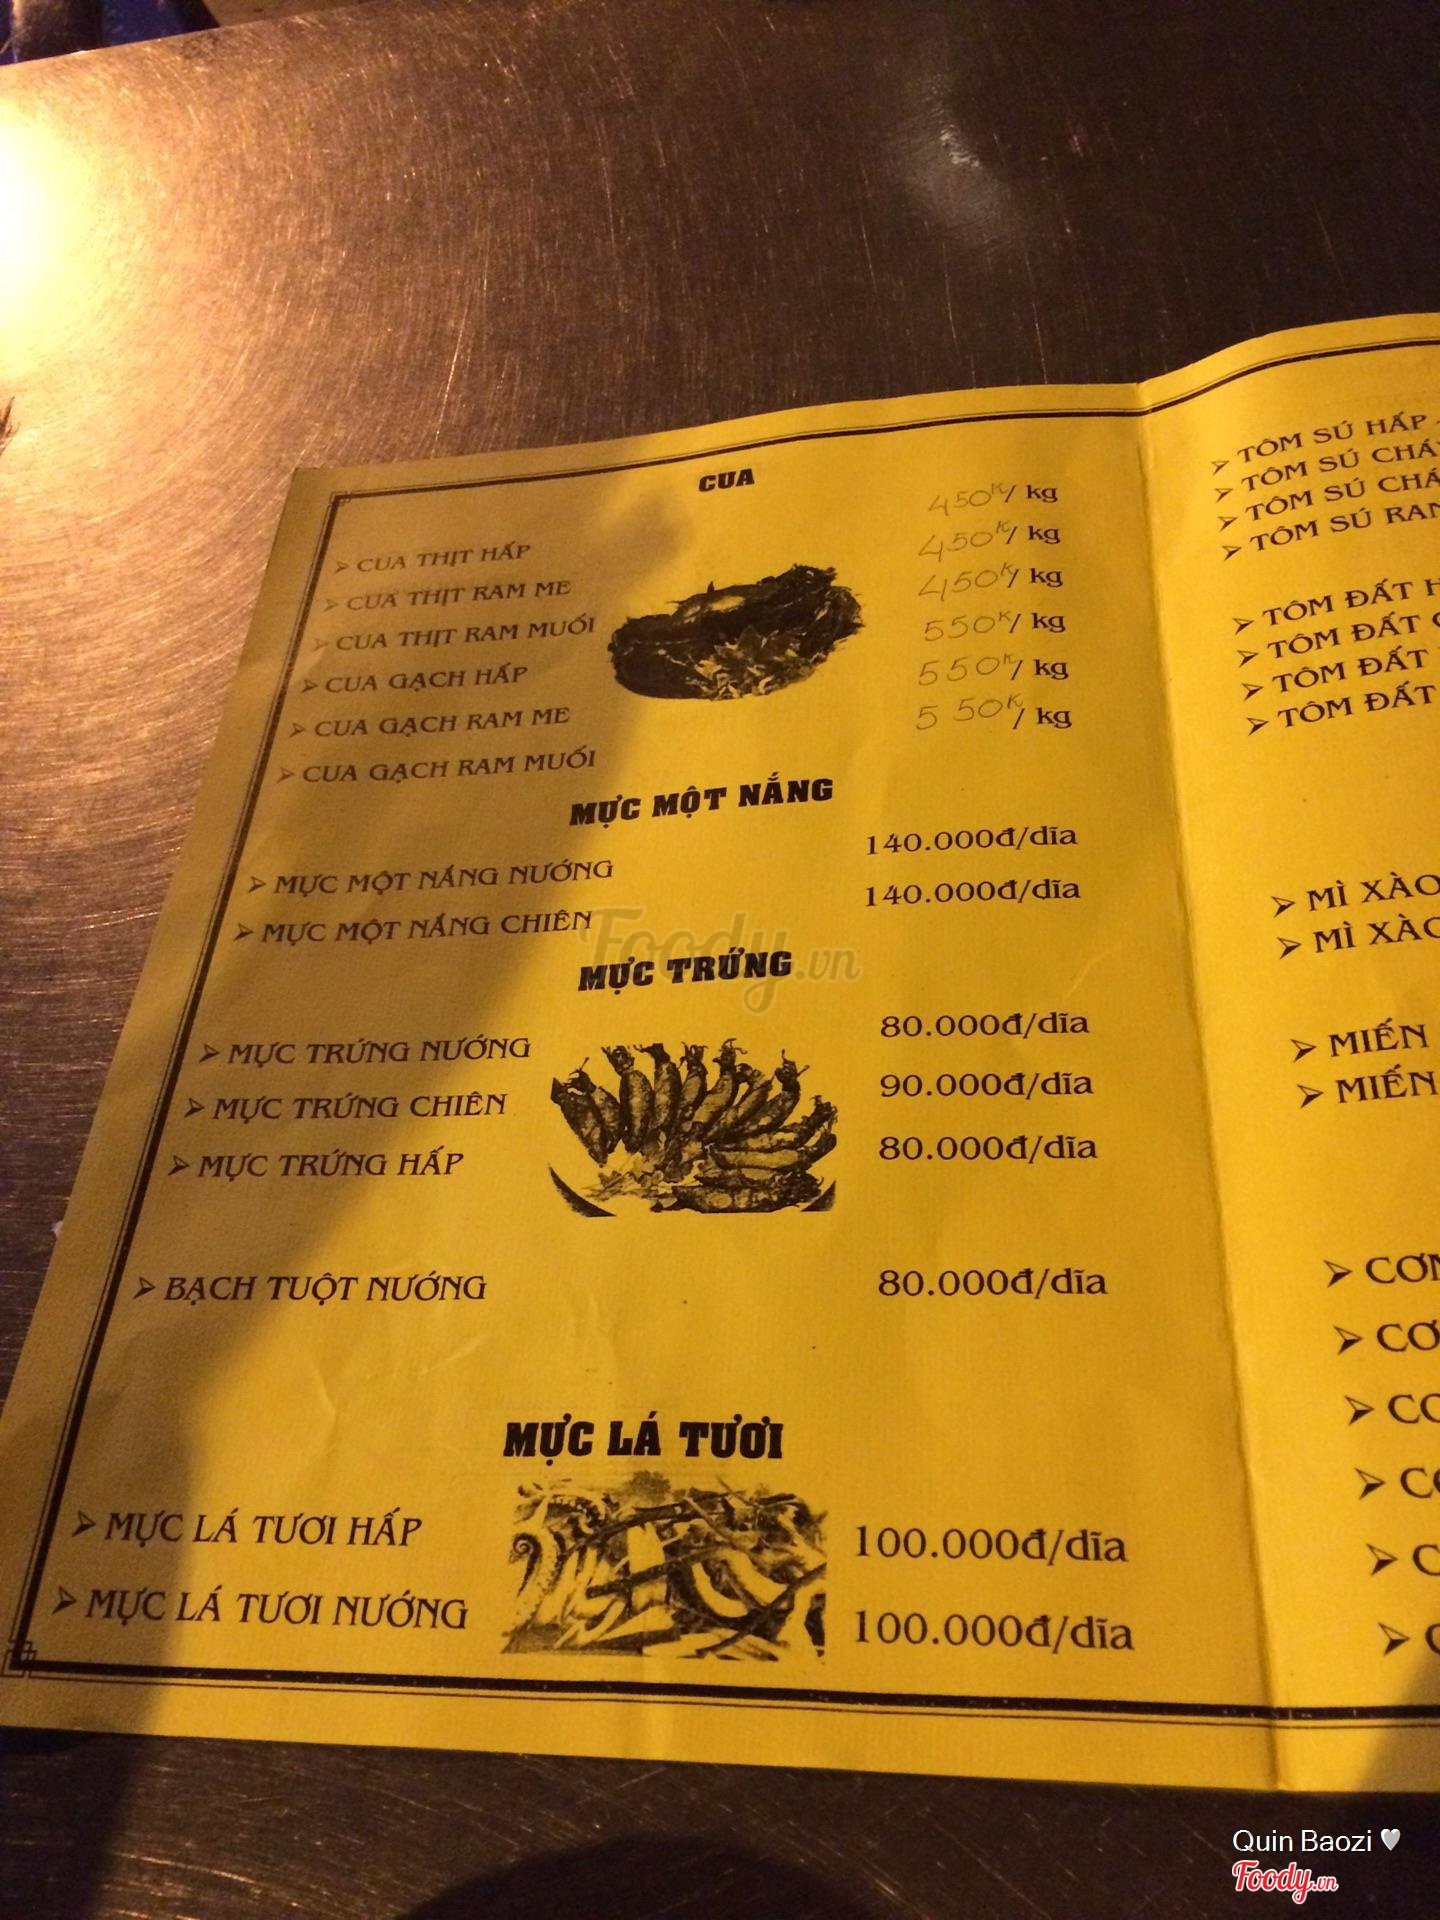 CUA
➢ CUA THỊT HẤP 450K/ kg
➢ CUA THỊT RAM ME 450K/ kg
➢ CUA THỊT RAM MUỐI 450K/ kg
➢ CUA GẠCH HẤP 550K/ kg
➢ CUA GẠCH RAM ME 550K/ kg
➢ CUA GẠCH RAM MUỐI 550K/ kg
MỰC MỘT NẮNG
➢ MỰC MỘT NẮNG NƯỚNG 140.000đ/dĩa
➢ MỰC MỘT NẮNG CHIÊN 140.000đ/dĩa
Foody.vn
MỰC TRỨNG
➢ MỰC TRỨNG NƯỚNG 80.000đ/dĩa
➢ MỰC TRỨNG CHIÊN 90.000đ/dĩa
➢ MỰC TRỨNG HẤP 80.000đ/dĩa
➢ BẠCH TUỘT NƯỚNG 80.000đ/dĩa
MỰC LÁ TƯƠI
➢ MỰC LÁ TƯƠI HẤP 100.000đ/dĩa
➢ MỰC LÁ TƯƠI NƯỚNG 100.000đ/dĩa
➢ TÔM SÚ HẤP
➢ TÔM SÚ
➢ TÔM SÚ
➢ TÔM SÚ
➢ TÔM ĐẤT
➢ TÔM ĐẤT
➢ TÔM ĐẤT
➢ TÔM ĐẤT
➢ MÌ XÀO
➢ MÌ XÀO
➢ MIẾN
➢ MIẾN
Quin Baozi ♥
Foody.vn